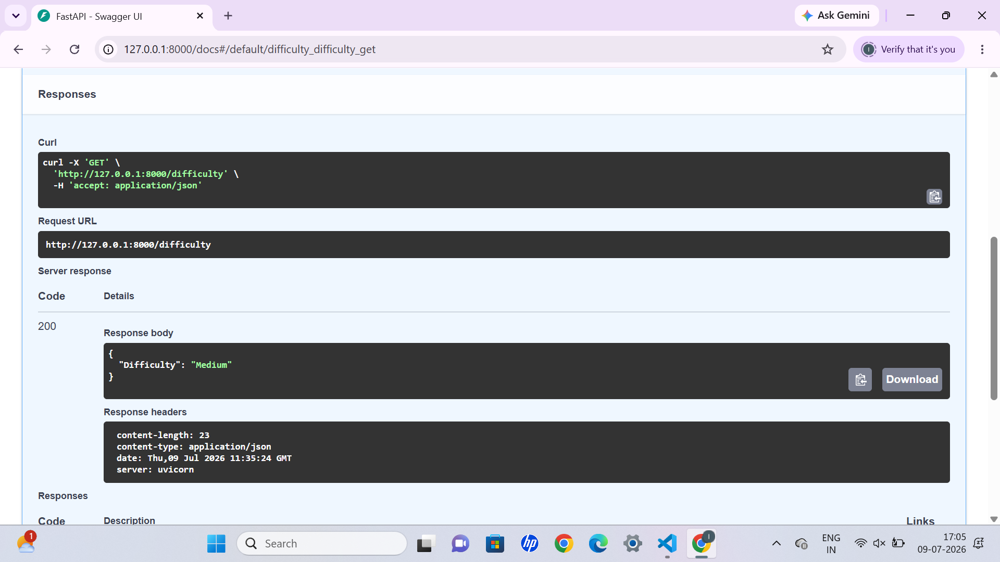 FastAPI - Swagger UI
Ask Gemini
127.0.0.1:8000/docs#/default/difficulty_difficulty_get
Verify that it's you
Responses
Curl
curl -X 'GET' \
  'http://127.0.0.1:8000/difficulty' \
  -H 'accept: application/json'
Request URL
http://127.0.0.1:8000/difficulty
Server response
Code Details
200
Response body
{
  "Difficulty": "Medium"
}
Download
Response headers
content-length: 23
content-type: application/json
date: Thu,09 Jul 2026 11:35:24 GMT
server: uvicorn
Responses
Code Description Links
1
Search
hp
ENG
IN
17:05
09-07-2026